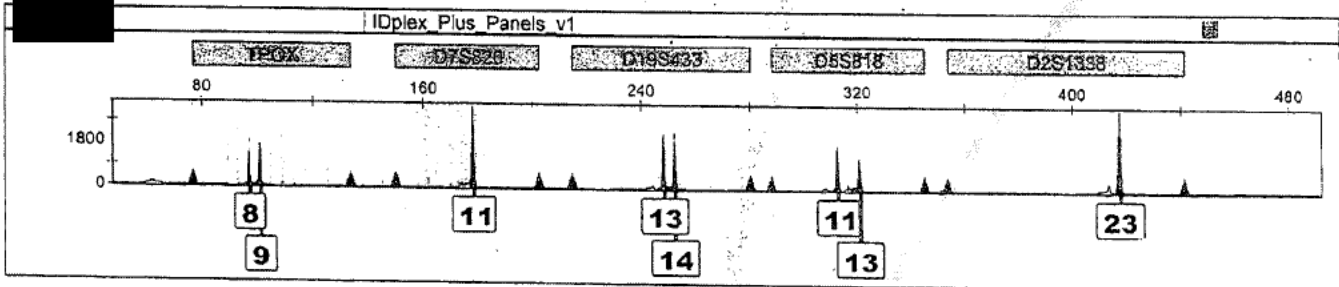 IDplex_Plus_Panels_v1
TPOX D7S820 D19S433 D5S818 D2S1338
80 160 240 320 400 480
1800
0
8 11 13 11 23
9 14 13